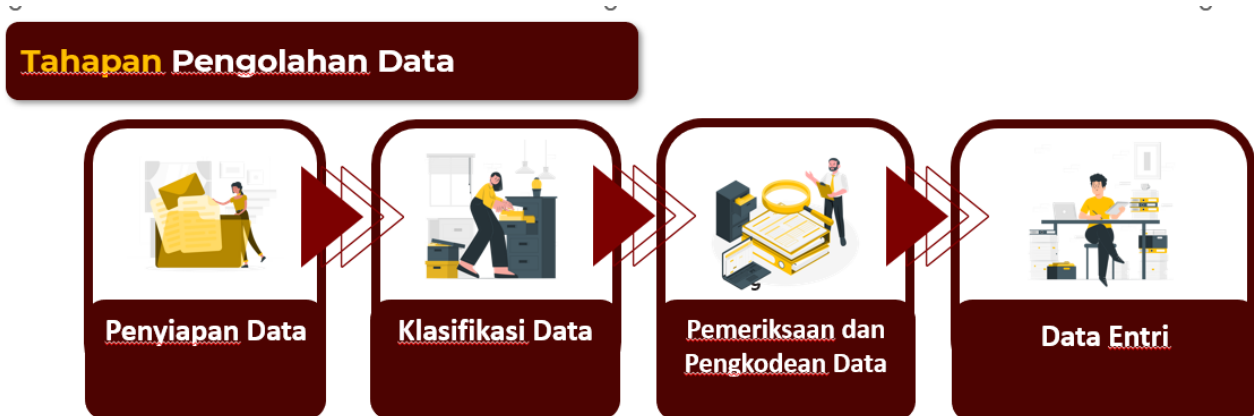 Tahapan Pengolahan Data
Penyiapan Data
Klasifikasi Data
Pemeriksaan dan
Pengkodean Data
Data Entri